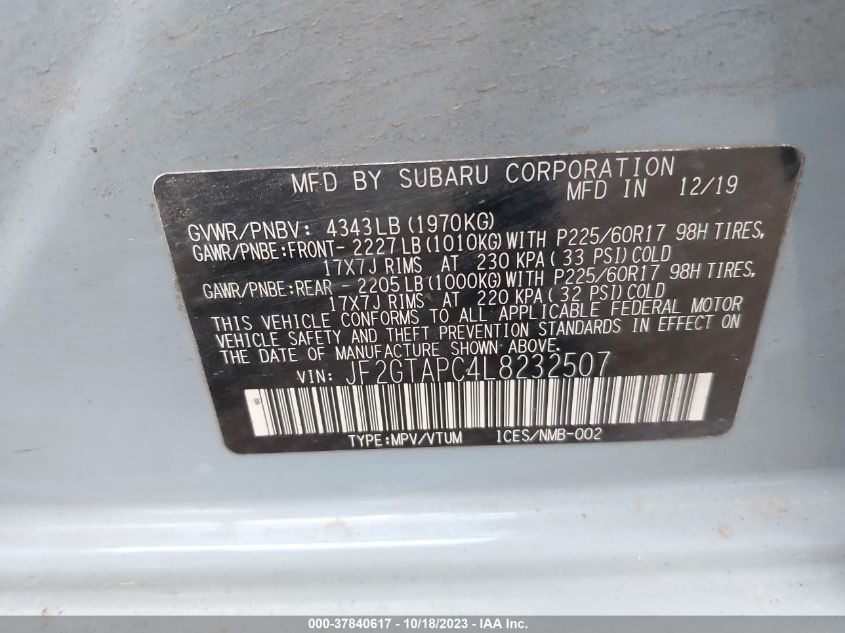 MFD BY SUBARU CORPORATION
MFD IN 12/19
GVWR/PNBV: 4343LB(1970KG)
GAWR/PNBE:FRONT- 2227LB(1010KG)WITH P225/60R17 98H TIRES,
17X7J RIMS AT 230 KPA(33 PSI)COLD
GAWR/PNBE:REAR - 2205LB(1000KG)WITH P225/60R17 98H TIRES,
17X7J RIMS AT 220 KPA(32 PSI)COLD
THIS VEHICLE CONFORMS TO ALL APPLICABLE FEDERAL MOTOR
VEHICLE SAFETY AND THEFT PREVENTION STANDARDS IN EFFECT ON
THE DATE OF MANUFACTURE SHOWN ABOVE.
VIN: JF2GTAPC4L8232507
TYPE:MPV/VTUM ICES/NMB-002
000-37840617 - 10/18/2023 - IAA Inc.